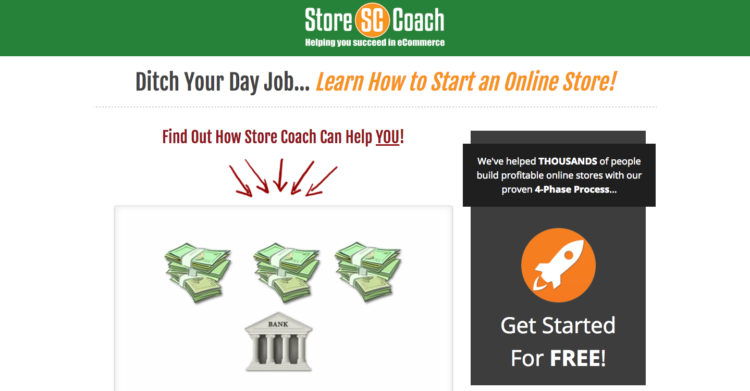 Store SC Coach
Helping you succeed in eCommerce
Ditch Your Day Job... Learn How to Start an Online Store!
Find Out How Store Coach Can Help YOU!
BANK
We've helped THOUSANDS of people
build profitable online stores with our
proven 4-Phase Process...
Get Started
For FREE!